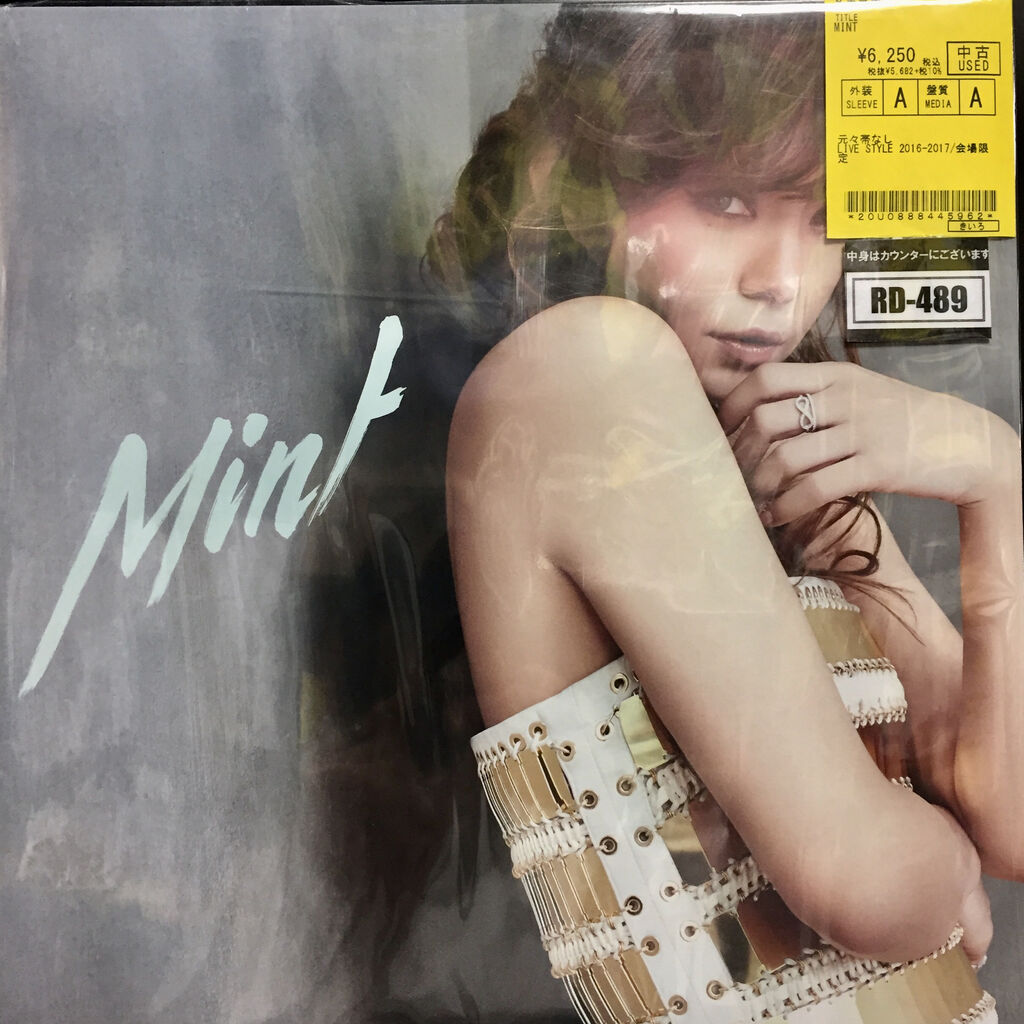 Mint
TITLE
MINT
¥6,250 税込
税抜¥5,682+税10%
中古
USED
外装
SLEEVE
A
盤質
MEDIA
A
元々帯なし
LIVE STYLE 2016-2017/会場限
定
*20U0888445962*
きいろ
中身はカウンターにございます
RD-489